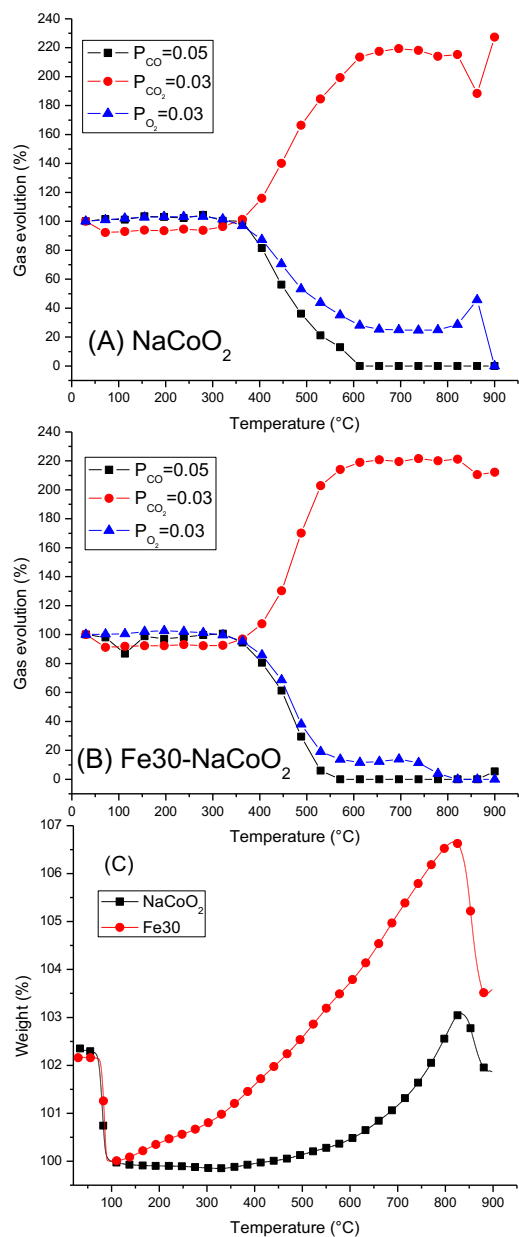 220
200
180
160
140
120
100
80
60
40
20
0
Gas evolution (%)
P_CO=0.05
P_CO₂=0.03
P_O₂=0.03
(A) NaCoO₂
0 100 200 300 400 500 600 700 800 900
Temperature (°C)
240
220
200
180
160
140
120
100
80
60
40
20
0
Gas evolution (%)
P_CO=0.05
P_CO₂=0.03
P_O₂=0.03
(B) Fe30-NaCoO₂
0 100 200 300 400 500 600 700 800 900
Temperature (°C)
107
106
105
104
103
102
101
100
Weight (%)
(C)
NaCoO₂
Fe30
100 200 300 400 500 600 700 800 900
Temperature (°C)